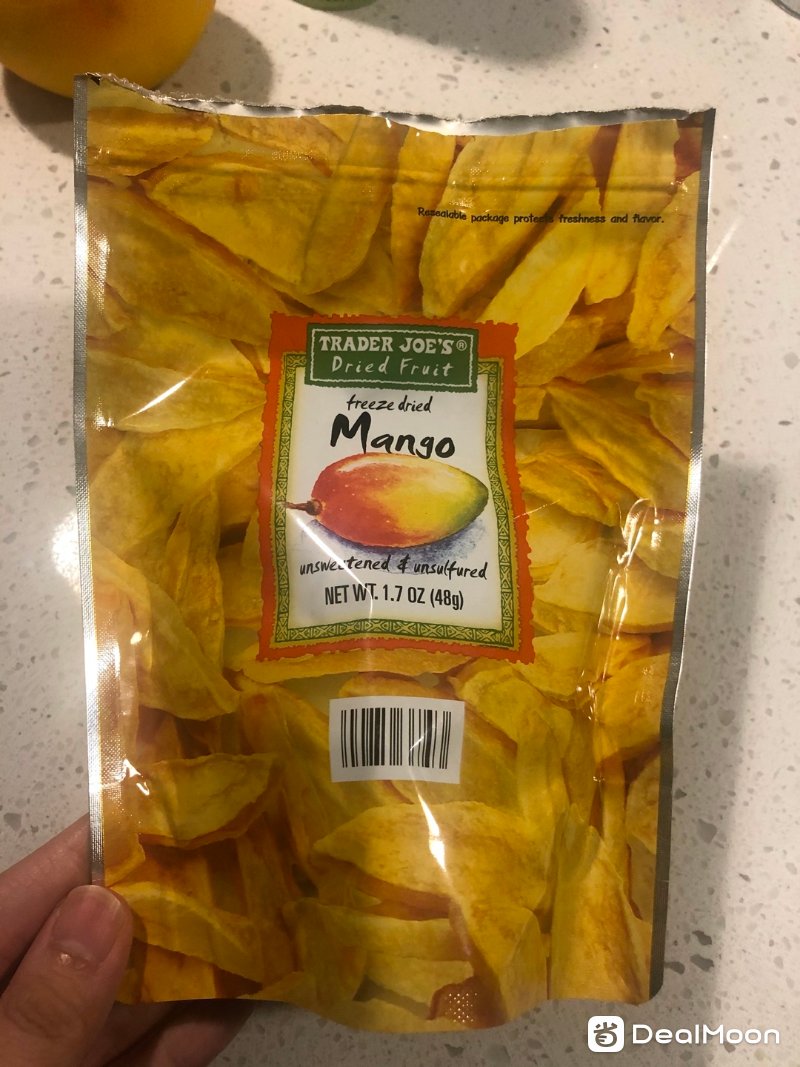 Resealable package protects freshness and flavor.
TRADER JOE'S®
Dried Fruit
freeze dried
Mango
unsweetened & unsulfured
NET WT. 1.7 OZ (48g)
DealMoon